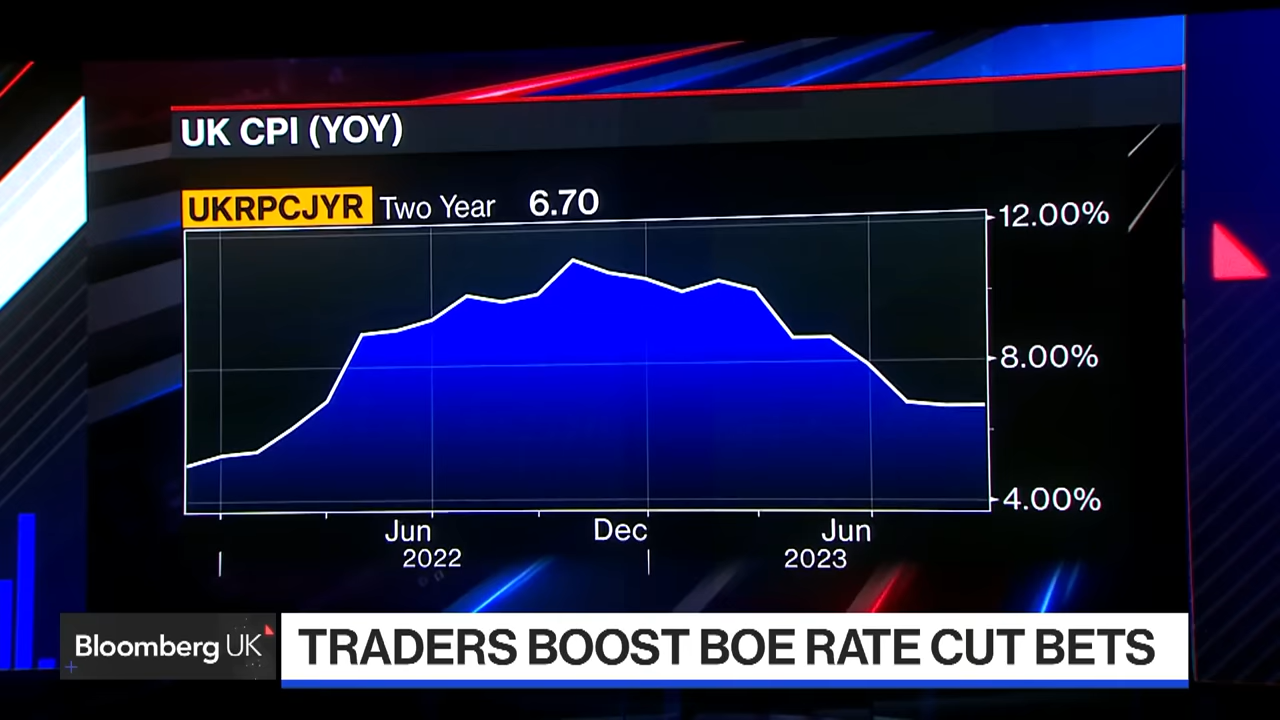 UK CPI (YOY)
UKRPCJYR Two Year 6.70
12.00%
8.00%
4.00%
Jun Dec Jun
2022 2023
Bloomberg UK
TRADERS BOOST BOE RATE CUT BETS